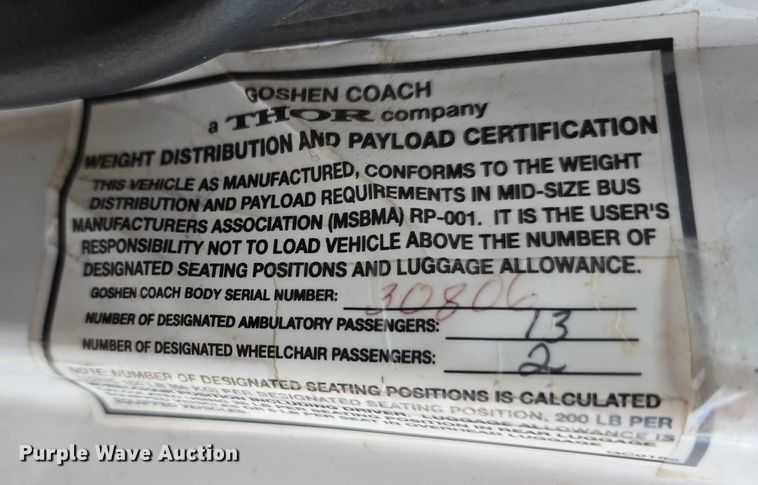 GOSHEN COACH
a THOR company
WEIGHT DISTRIBUTION AND PAYLOAD CERTIFICATION
THIS VEHICLE AS MANUFACTURED, CONFORMS TO THE WEIGHT
DISTRIBUTION AND PAYLOAD REQUIREMENTS IN MID-SIZE BUS
MANUFACTURERS ASSOCIATION (MSBMA) RP-001. IT IS THE USER'S
RESPONSIBILITY NOT TO LOAD VEHICLE ABOVE THE NUMBER OF
DESIGNATED SEATING POSITIONS AND LUGGAGE ALLOWANCE.
GOSHEN COACH BODY SERIAL NUMBER: 30806
NUMBER OF DESIGNATED AMBULATORY PASSENGERS: 13
NUMBER OF DESIGNATED WHEELCHAIR PASSENGERS: 2
NOTE: NUMBER OF DESIGNATED SEATING POSITIONS IS CALCULATED
DESIGNATED SEATING POSITION, 200 LB PER
ALLOWANCE IS
LUGGAGE
Purple Wave Auction